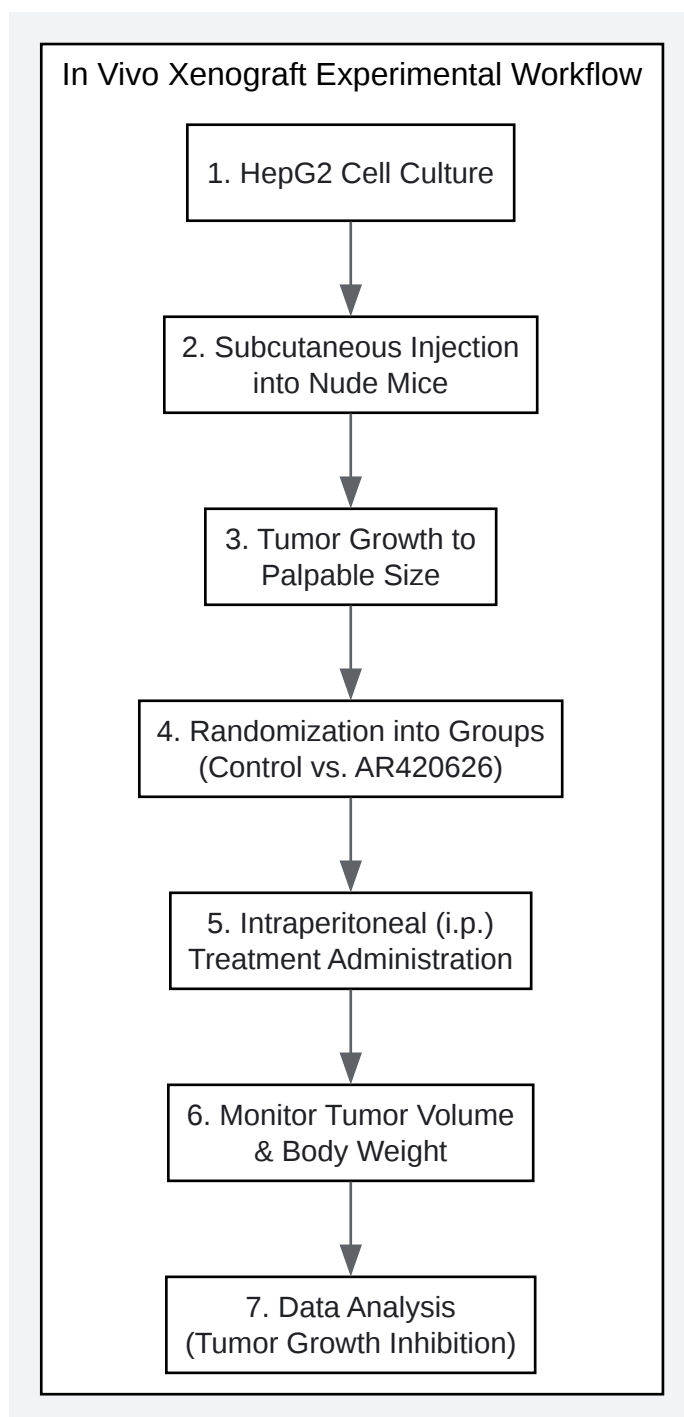 In Vivo Xenograft Experimental Workflow
1. HepG2 Cell Culture
2. Subcutaneous Injection
into Nude Mice
3. Tumor Growth to
Palpable Size
4. Randomization into Groups
(Control vs. AR420626)
5. Intraperitoneal (i.p.)
Treatment Administration
6. Monitor Tumor Volume
& Body Weight
7. Data Analysis
(Tumor Growth Inhibition)